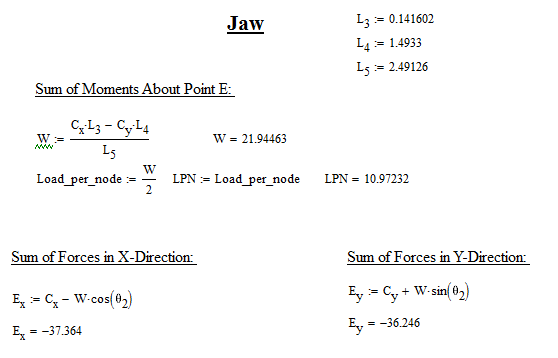 Jaw
L3 := 0.141602
L4 := 1.4933
L5 := 2.49126
Sum of Moments About Point E:
W := (Cx·L3 − Cy·L4) / L5 W = 21.94463
Load_per_node := W / 2 LPN := Load_per_node LPN = 10.97232
Sum of Forces in X-Direction:
Ex := Cx − W·cos(θ2)
Ex = −37.364
Sum of Forces in Y-Direction:
Ey := Cy + W·sin(θ2)
Ey = −36.246